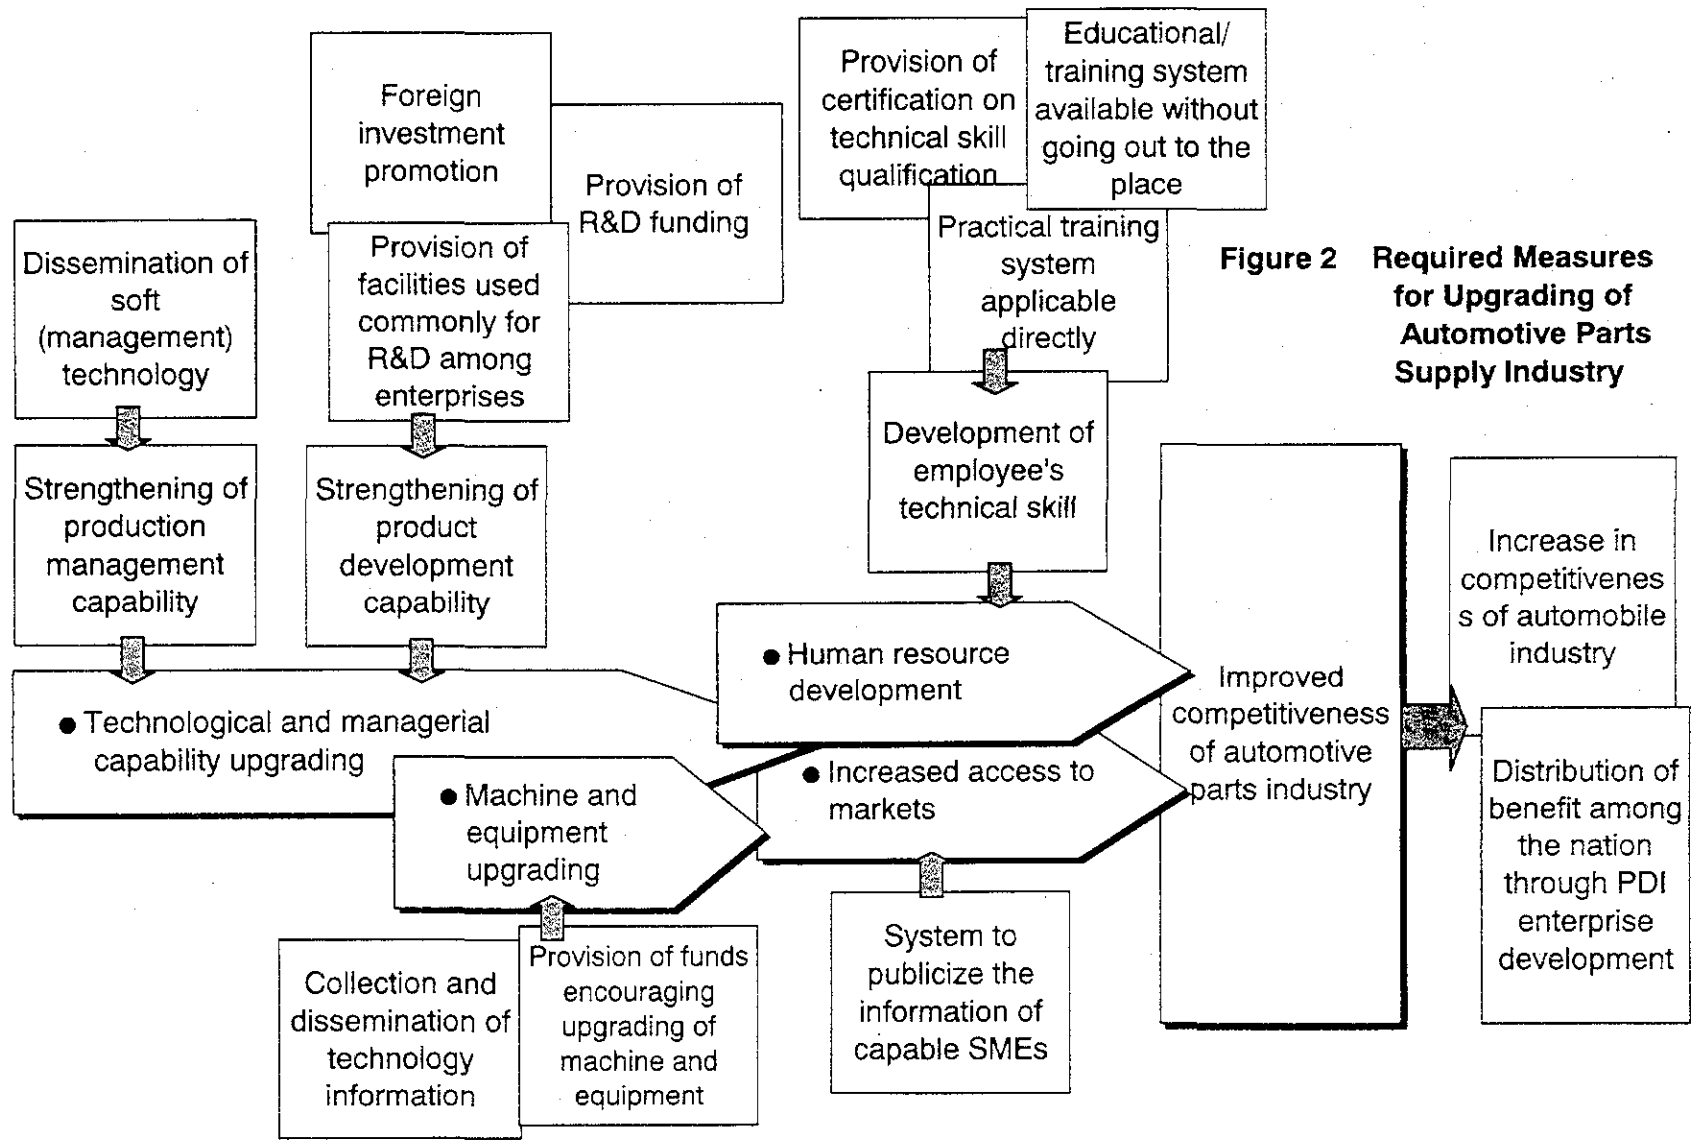 Foreign
investment
promotion
Provision of
R&D funding
Provision of
certification on
technical skill
qualification
Educational/
training system
available without
going out to the
place
Practical training
system
applicable
directly
Figure 2 Required Measures
for Upgrading of
Automotive Parts
Supply Industry
Dissemination of
soft
(management)
technology
Provision of
facilities used
commonly for
R&D among
enterprises
Strengthening of
production
management
capability
Strengthening of
product
development
capability
Development of
employee's
technical skill
● Technological and managerial
capability upgrading
● Human resource
development
● Machine and
equipment
upgrading
● Increased access to
markets
Improved
competitiveness
of automotive
parts industry
Increase in
competitivenes
s of automobile
industry
Distribution of
benefit among
the nation
through PDI
enterprise
development
Collection and
dissemination of
technology
information
Provision of funds
encouraging
upgrading of
machine and
equipment
System to
publicize the
information of
capable SMEs